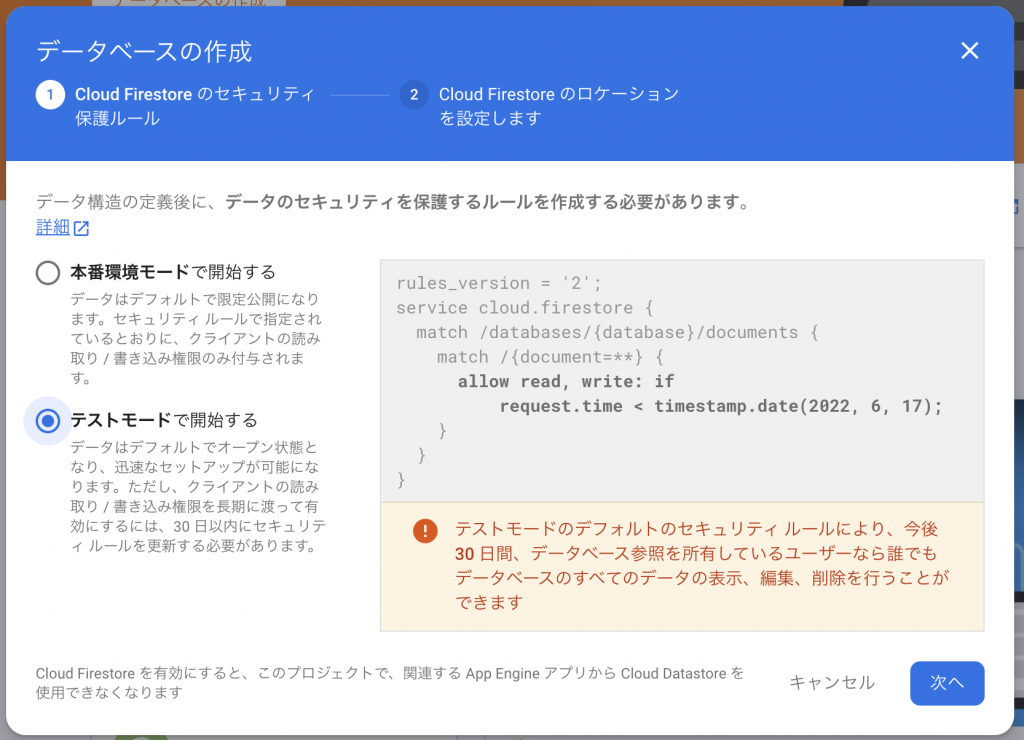 データベースの作成
データベースの作成
1 Cloud Firestore のセキュリティ
保護ルール
2 Cloud Firestore のロケーション
を設定します
データ構造の定義後に、データのセキュリティを保護するルールを作成する必要があります。
詳細
本番環境モードで開始する
データはデフォルトで限定公開になり
ます。セキュリティ ルールで指定され
ているとおりに、クライアントの読み
取り / 書き込み権限のみ付与されま
す。
テストモードで開始する
データはデフォルトでオープン状態と
なり、迅速なセットアップが可能にな
ります。ただし、クライアントの読み
取り / 書き込み権限を長期に渡って有
効にするには、30 日以内にセキュリテ
ィ ルールを更新する必要があります。
rules_version = '2';
service cloud.firestore {
match /databases/{database}/documents {
match /{document=**} {
allow read, write: if
request.time < timestamp.date(2022, 6, 17);
}
}
}
テストモードのデフォルトのセキュリティ ルールにより、今後
30 日間、データベース参照を所有しているユーザーなら誰でも
データベースのすべてのデータの表示、編集、削除を行うことが
できます
Cloud Firestore を有効にすると、このプロジェクトで、関連する App Engine アプリから Cloud Datastore を
使用できなくなります
キャンセル
次へ